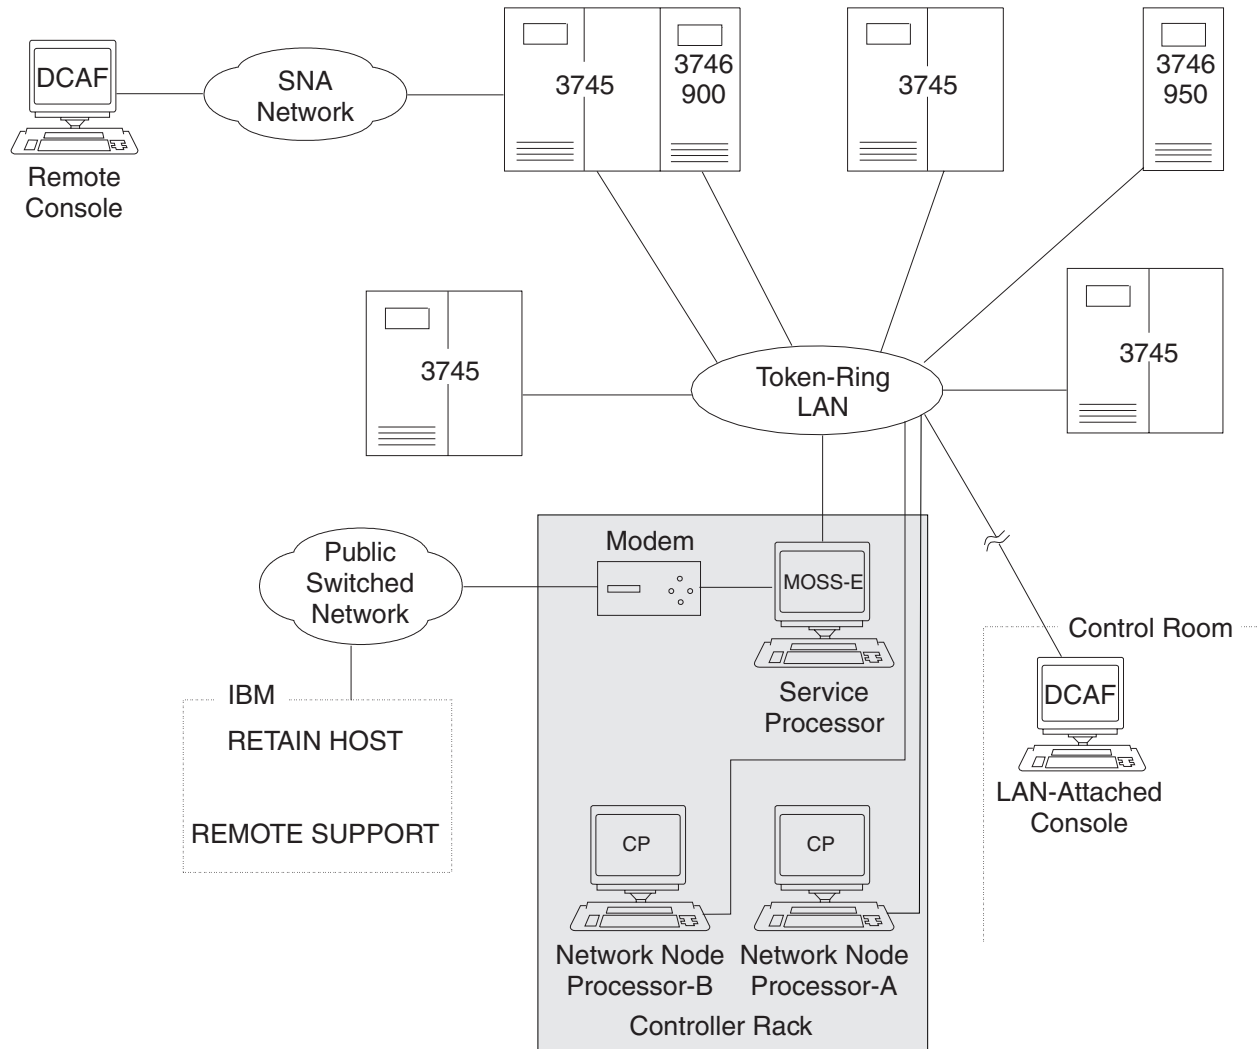 DCAF
Remote
Console
SNA
Network
3745
3746
900
3745
3746
950
3745
Token-Ring
LAN
3745
Public
Switched
Network
Modem
MOSS-E
Service
Processor
Control Room
DCAF
LAN-Attached
Console
IBM
RETAIN HOST
REMOTE SUPPORT
CP
Network Node
Processor-B
CP
Network Node
Processor-A
Controller Rack